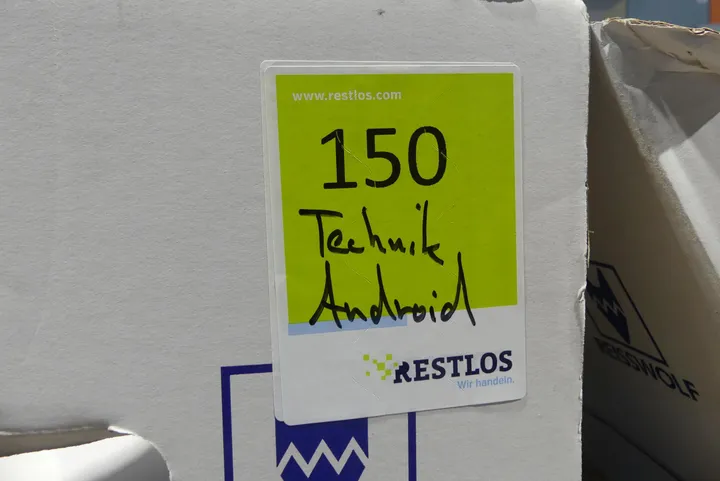 www.restlos.com
150
Technik
Android
RESTLOS
Wir handeln.
REISSWOLF